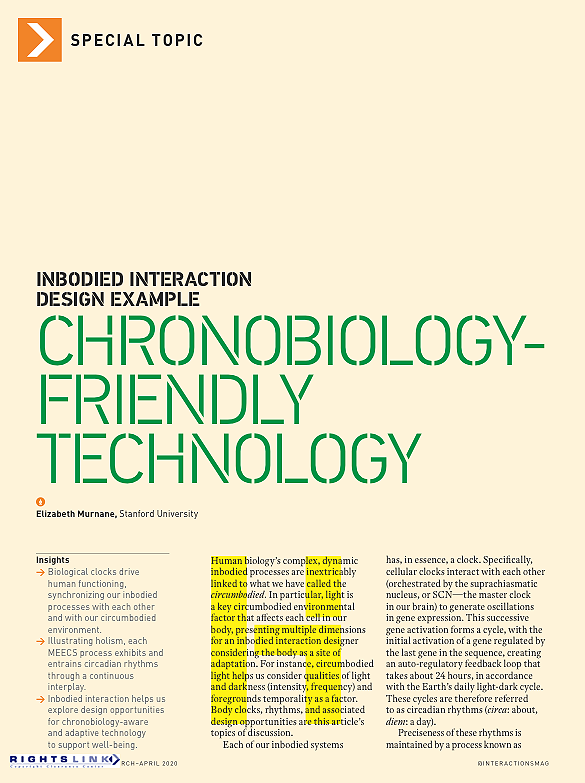 SPECIAL TOPIC
INBODIED INTERACTION
DESIGN EXAMPLE
CHRONOBIOLOGY-
FRIENDLY
TECHNOLOGY
Elizabeth Murnane, Stanford University
Insights
→ Biological clocks drive
human functioning,
synchronizing our inbodied
processes with each other
and with our circumbodied
environment.
→ Illustrating holism, each
MEECS process exhibits and
entrains circadian rhythms
through a continuous
interplay.
→ Inbodied interaction helps us
explore design opportunities
for chronobiology-aware
and adaptive technology
to support well-being.
Human biology's complex, dynamic
inbodied processes are inextricably
linked to what we have called the
circumbodied. In particular, light is
a key circumbodied environmental
factor that affects each cell in our
body, presenting multiple dimensions
for an inbodied interaction designer
considering the body as a site of
adaptation. For instance, circumbodied
light helps us consider qualities of light
and darkness (intensity, frequency) and
foregrounds temporality as a factor.
Body clocks, rhythms, and associated
design opportunities are this article's
topics of discussion.
Each of our inbodied systems
has, in essence, a clock. Specifically,
cellular clocks interact with each other
(orchestrated by the suprachiasmatic
nucleus, or SCN—the master clock
in our brain) to generate oscillations
in gene expression. This successive
gene activation forms a cycle, with the
initial activation of a gene regulated by
the last gene in the sequence, creating
an auto-regulatory feedback loop that
takes about 24 hours, in accordance
with the Earth's daily light-dark cycle.
These cycles are therefore referred
to as circadian rhythms (circa: about,
diem: a day).
Preciseness of these rhythms is
maintained by a process known as
RIGHTSLINK
Copyright Clearance Center
RCH–APRIL 2020
@INTERACTIONSMAG